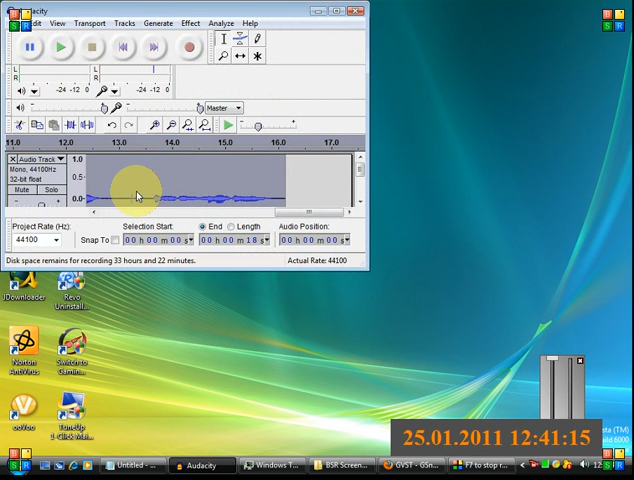 Audacity
Edit View Transport Tracks Generate Effect Analyze Help
L
R
-24 -12 0
L
R
-24 -12 0
Master
11.0 12.0 13.0 14.0 15.0 16.0 17.0
Audio Track
Mono, 44100Hz
32-bit float
Mute Solo
1.0
0.5
0.0
Project Rate (Hz):
44100
Snap To
Selection Start:
End Length
Audio Position:
00 h 00 m 00 s
00 h 00 m 18 s
00 h 00 m 00 s
Disk space remains for recording 33 hours and 22 minutes.
Actual Rate: 44100
JDownloader
Revo
Uninstall...
Norton
AntiVirus
Switch to
Gamin...
ooVoo
TuneUp
1-Click Mai...
25.01.2011 12:41:15
Untitled - ...
Audacity
Windows T...
BSR Screen...
GVST - GSn...
F7 to stop r...